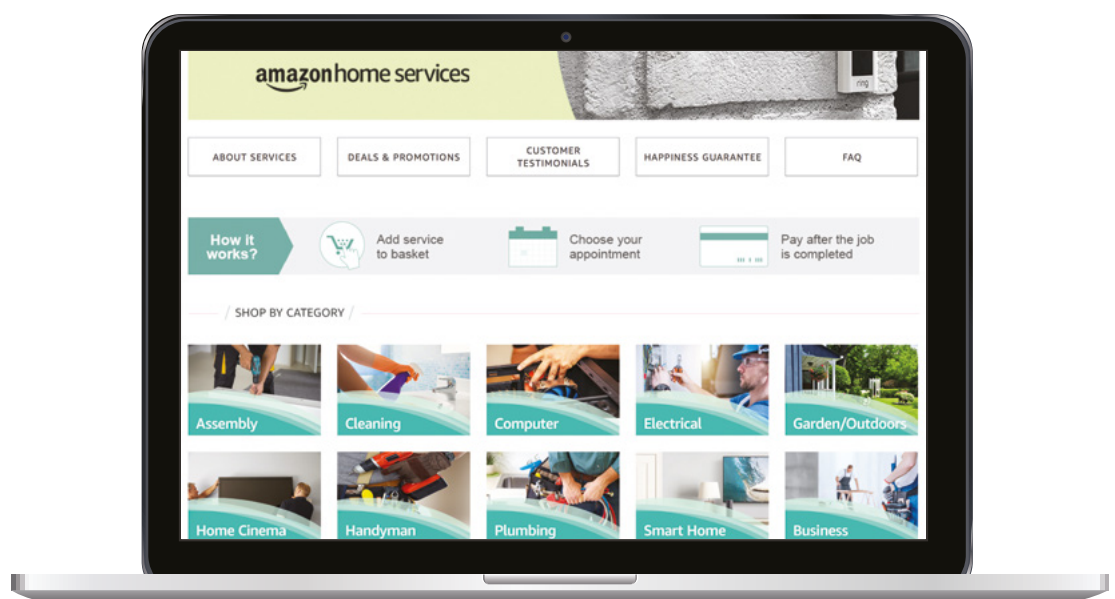 amazon home services
ring
ABOUT SERVICES
DEALS & PROMOTIONS
CUSTOMER
TESTIMONIALS
HAPPINESS GUARANTEE
FAQ
How it
works?
Add service
to basket
Choose your
appointment
Pay after the job
is completed
/ SHOP BY CATEGORY /
Assembly
Cleaning
Computer
Electrical
Garden/Outdoors
Home Cinema
Handyman
Plumbing
Smart Home
Business